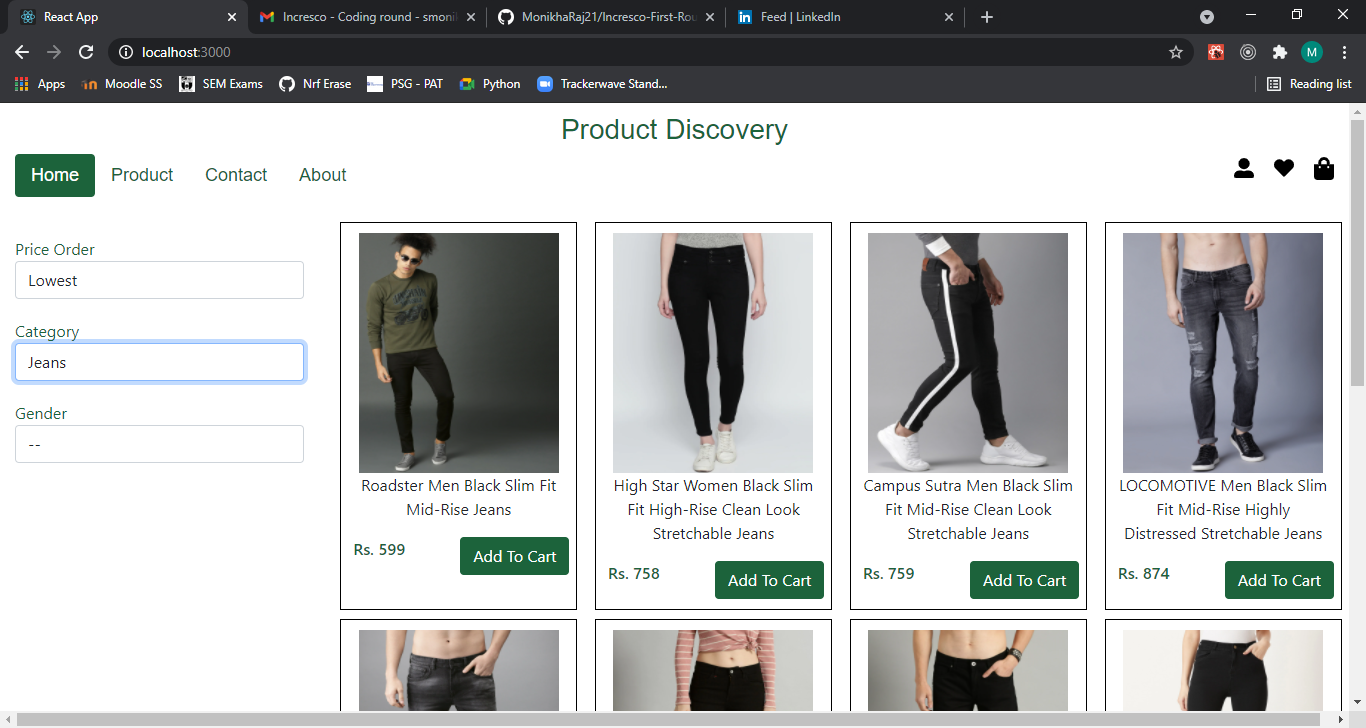 React App
Incresco - Coding round - smonik
MonikhaRaj21/Incresco-First-Rou
Feed | LinkedIn
localhost:3000
M
Apps
Moodle SS
SEM Exams
Nrf Erase
PSG - PAT
Python
Trackerwave Stand...
Reading list
Product Discovery
Home
Product
Contact
About
Price Order
Lowest
Category
Jeans
Gender
--
Roadster Men Black Slim Fit
Mid-Rise Jeans
Rs. 599
Add To Cart
High Star Women Black Slim
Fit High-Rise Clean Look
Stretchable Jeans
Rs. 758
Add To Cart
Campus Sutra Men Black Slim
Fit Mid-Rise Clean Look
Stretchable Jeans
Rs. 759
Add To Cart
LOCOMOTIVE Men Black Slim
Fit Mid-Rise Highly
Distressed Stretchable Jeans
Rs. 874
Add To Cart